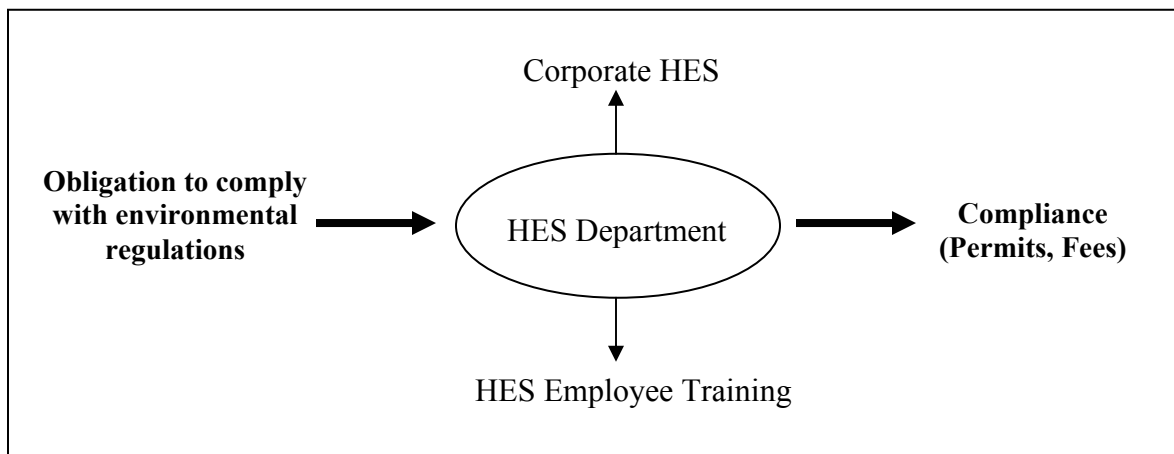 Corporate HES
Obligation to comply
with environmental
regulations
HES Department
Compliance
(Permits, Fees)
HES Employee Training